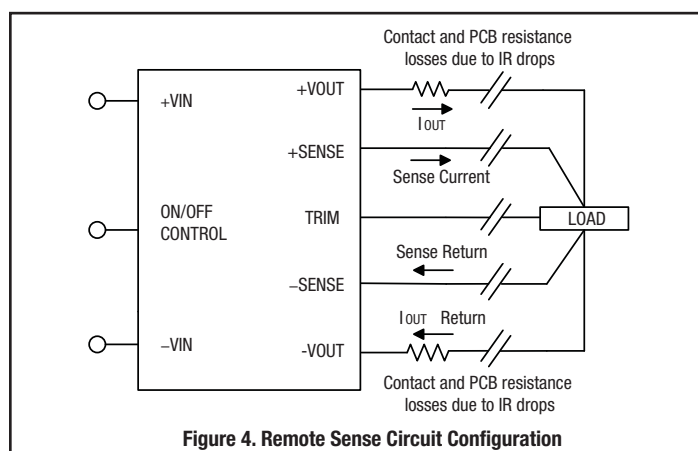 Contact and PCB resistance
losses due to IR drops
+VOUT
+VIN
IOUT
+SENSE
Sense Current
ON/OFF
CONTROL
TRIM
LOAD
Sense Return
−SENSE
IOUT Return
−VIN
-VOUT
Contact and PCB resistance
losses due to IR drops
Figure 4. Remote Sense Circuit Configuration